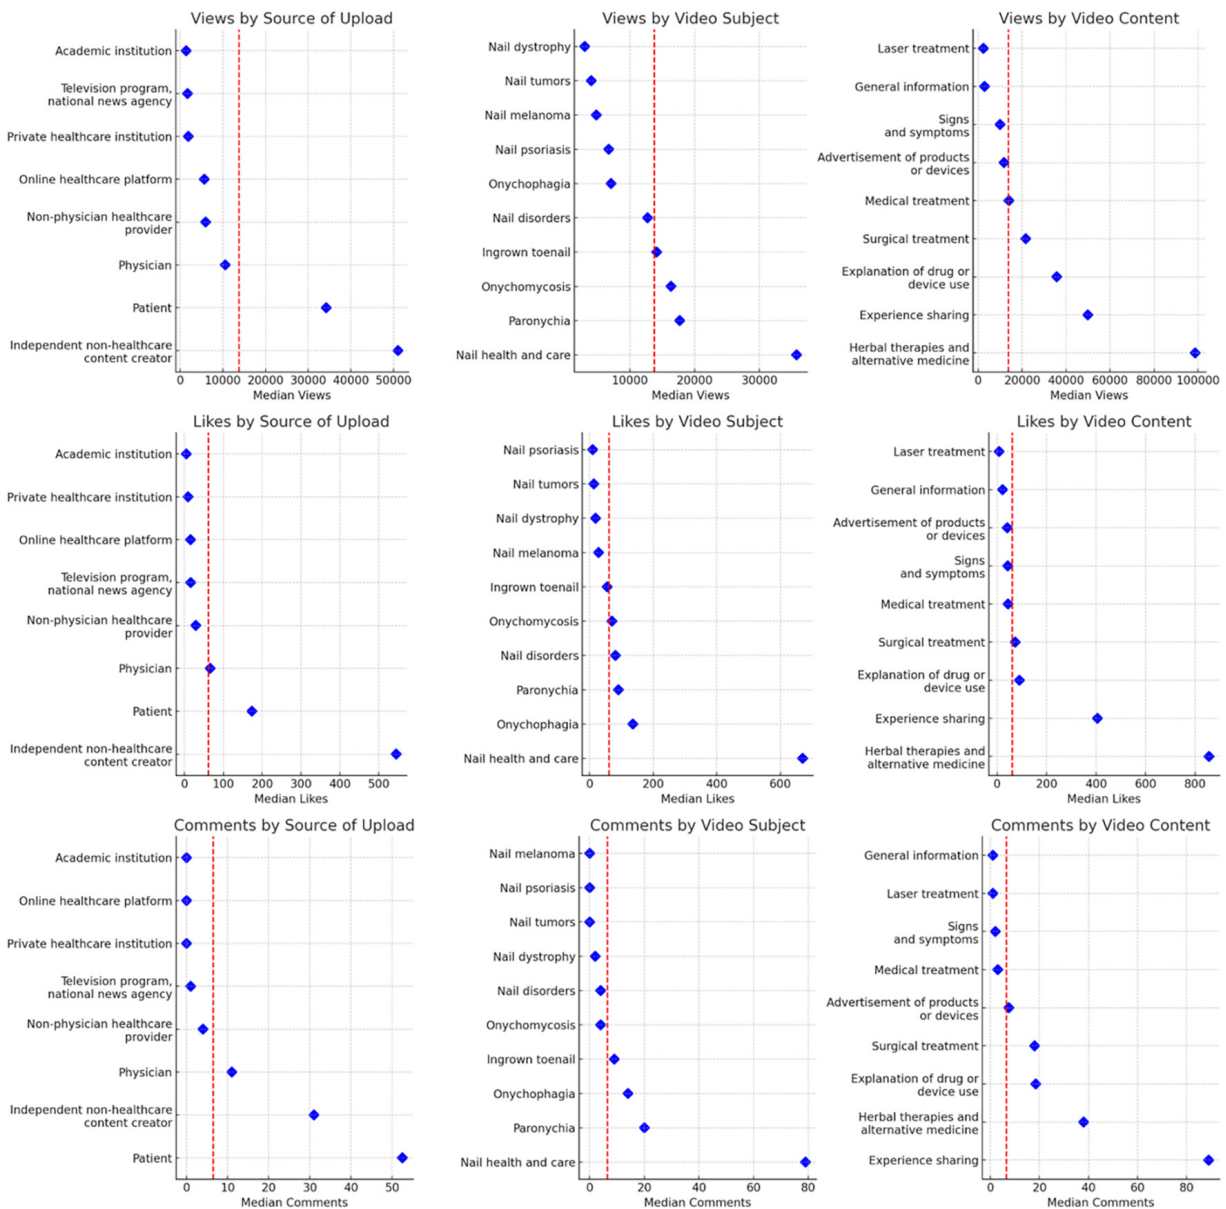 Views by Source of Upload
Academic institution
Television program,
national news agency
Private healthcare institution
Online healthcare platform
Non-physician healthcare
provider
Physician
Patient
Independent non-healthcare
content creator
0 10000 20000 30000 40000 50000
Median Views
Views by Video Subject
Nail dystrophy
Nail tumors
Nail melanoma
Nail psoriasis
Onychophagia
Nail disorders
Ingrown toenail
Onychomycosis
Paronychia
Nail health and care
10000 20000 30000
Median Views
Views by Video Content
Laser treatment
General information
Signs
and symptoms
Advertisement of products
or devices
Medical treatment
Surgical treatment
Explanation of drug or
device use
Experience sharing
Herbal therapies and
alternative medicine
0 20000 40000 60000 80000 100000
Median Views
Likes by Source of Upload
Academic institution
Private healthcare institution
Online healthcare platform
Television program,
national news agency
Non-physician healthcare
provider
Physician
Patient
Independent non-healthcare
content creator
0 100 200 300 400 500
Median Likes
Likes by Video Subject
Nail psoriasis
Nail tumors
Nail dystrophy
Nail melanoma
Ingrown toenail
Onychomycosis
Nail disorders
Paronychia
Onychophagia
Nail health and care
0 200 400 600
Median Likes
Likes by Video Content
Laser treatment
General information
Advertisement of products
or devices
Signs
and symptoms
Medical treatment
Surgical treatment
Explanation of drug or
device use
Experience sharing
Herbal therapies and
alternative medicine
0 200 400 600 800
Median Likes
Comments by Source of Upload
Academic institution
Online healthcare platform
Private healthcare institution
Television program,
national news agency
Non-physician healthcare
provider
Physician
Independent non-healthcare
content creator
Patient
0 10 20 30 40 50
Median Comments
Comments by Video Subject
Nail melanoma
Nail psoriasis
Nail tumors
Nail dystrophy
Nail disorders
Onychomycosis
Ingrown toenail
Onychophagia
Paronychia
Nail health and care
0 20 40 60 80
Median Comments
Comments by Video Content
General information
Laser treatment
Signs
and symptoms
Medical treatment
Advertisement of products
or devices
Surgical treatment
Explanation of drug or
device use
Herbal therapies and
alternative medicine
Experience sharing
0 20 40 60 80
Median Comments